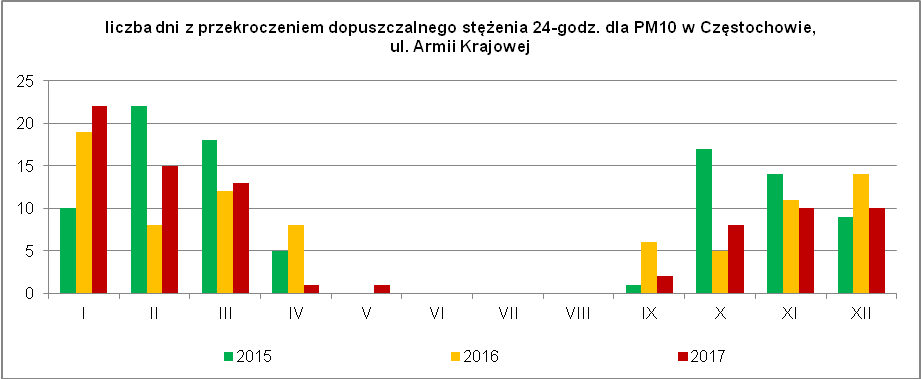 liczba dni z przekroczeniem dopuszczalnego stężenia 24-godz. dla PM10 w Częstochowie,
ul. Armii Krajowej
25
20
15
10
5
0
I II III IV V VI VII VIII IX X XI XII
2015 2016 2017